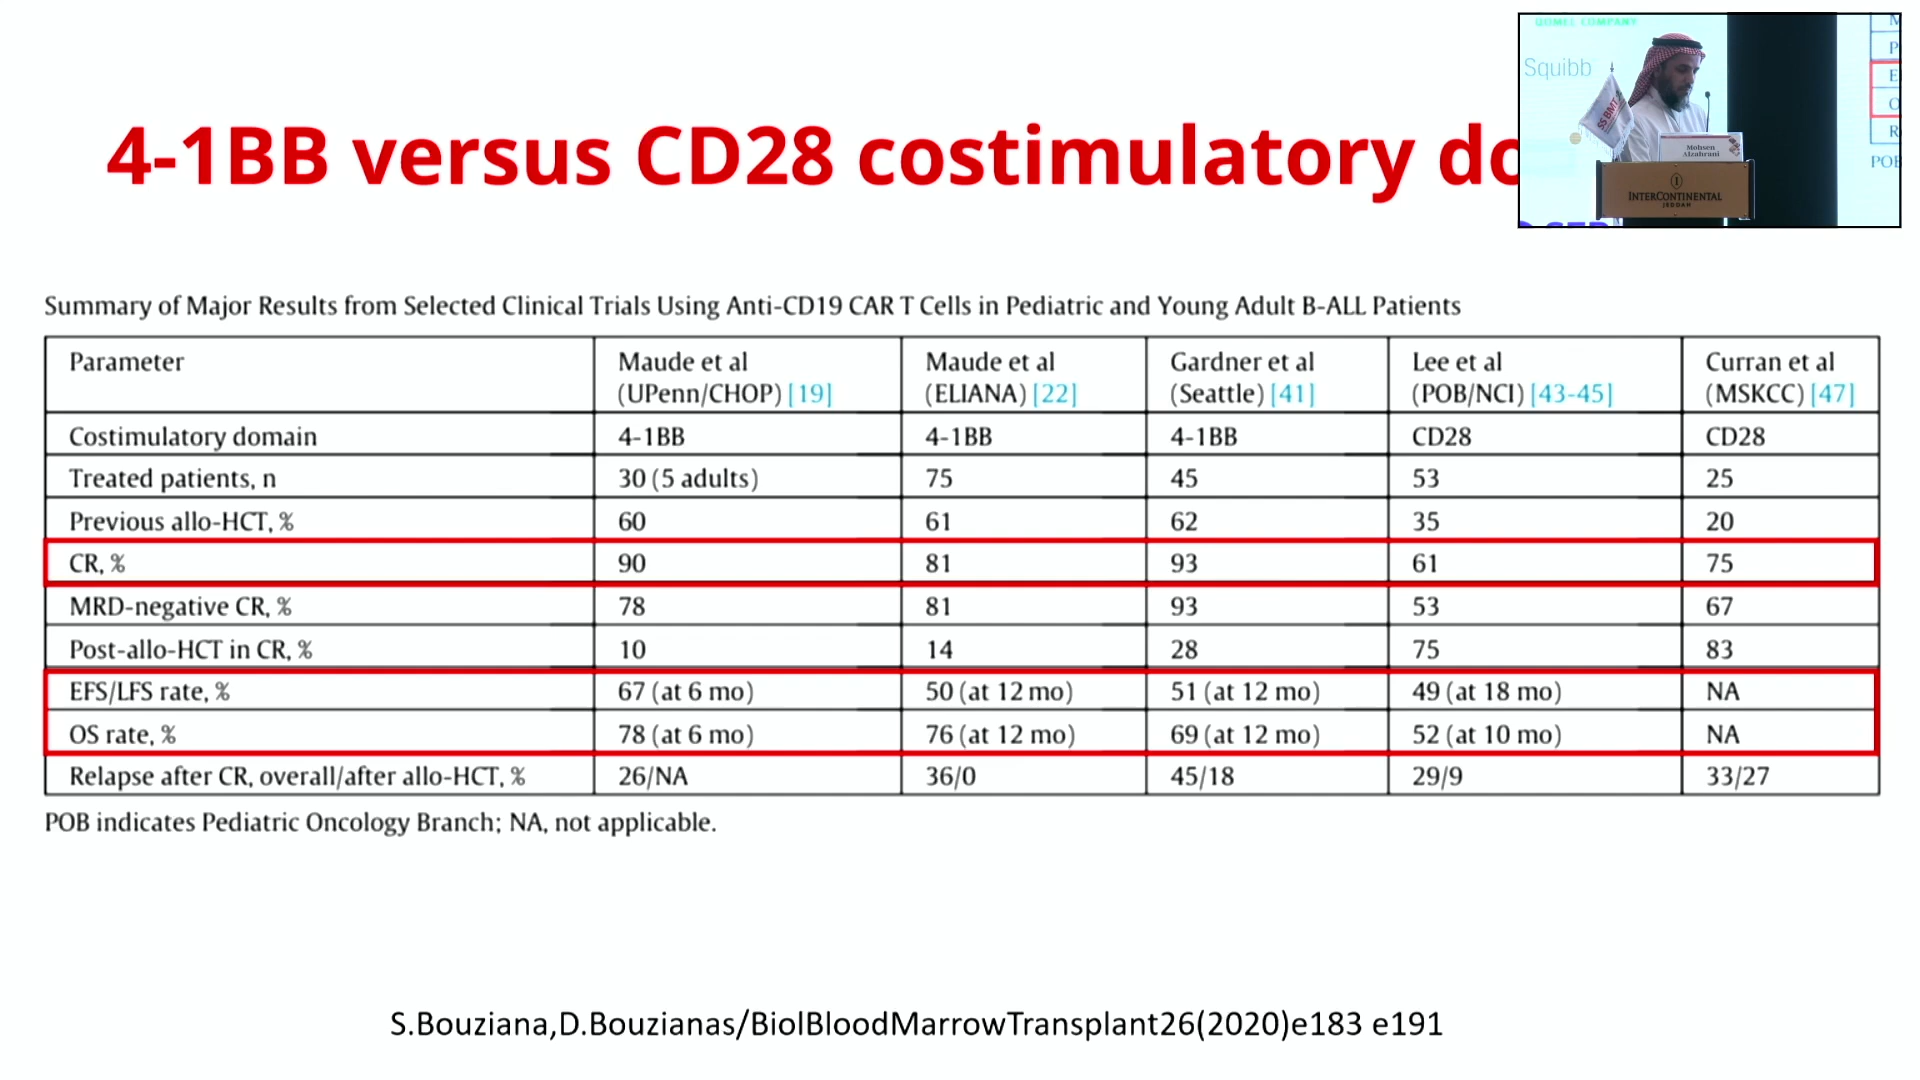 QOMEL COMPANY
Squibb
SS BMT
Mohsen
Alzahrani
INTERCONTINENTAL
JEDDAH
4-1BB versus CD28 costimulatory do
Summary of Major Results from Selected Clinical Trials Using Anti-CD19 CAR T Cells in Pediatric and Young Adult B-ALL Patients
Parameter
Maude et al
(UPenn/CHOP) [19]
Maude et al
(ELIANA) [22]
Gardner et al
(Seattle) [41]
Lee et al
(POB/NCI) [43-45]
Curran et al
(MSKCC) [47]
Costimulatory domain 4-1BB 4-1BB 4-1BB CD28 CD28
Treated patients, n 30 (5 adults) 75 45 53 25
Previous allo-HCT, % 60 61 62 35 20
CR, % 90 81 93 61 75
MRD-negative CR, % 78 81 93 53 67
Post-allo-HCT in CR, % 10 14 28 75 83
EFS/LFS rate, % 67 (at 6 mo) 50 (at 12 mo) 51 (at 12 mo) 49 (at 18 mo) NA
OS rate, % 78 (at 6 mo) 76 (at 12 mo) 69 (at 12 mo) 52 (at 10 mo) NA
Relapse after CR, overall/after allo-HCT, % 26/NA 36/0 45/18 29/9 33/27
POB indicates Pediatric Oncology Branch; NA, not applicable.
S.Bouziana,D.Bouzianas/BiolBloodMarrowTransplant26(2020)e183 e191